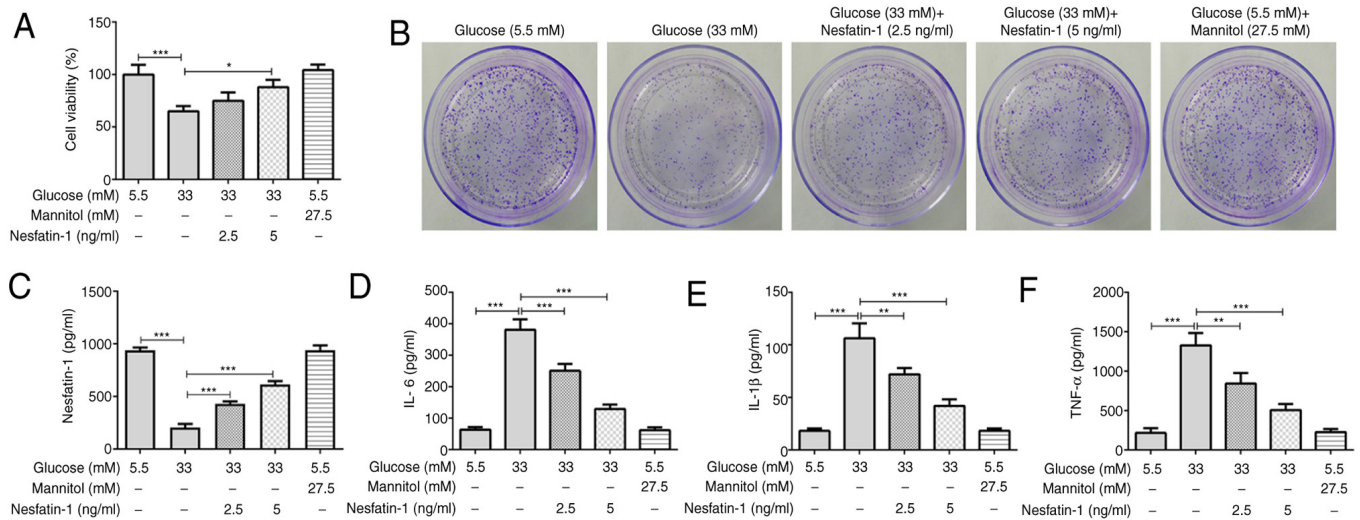 A
150
100
50
0
Cell viability (%)
***
*
Glucose (mM) 5.5 33 33 33 5.5
Mannitol (mM) – – – – 27.5
Nesfatin-1 (ng/ml) – – 2.5 5 –
B
Glucose (5.5 mM)
Glucose (33 mM)
Glucose (33 mM)+
Nesfatin-1 (2.5 ng/ml)
Glucose (33 mM)+
Nesfatin-1 (5 ng/ml)
Glucose (5.5 mM)+
Mannitol (27.5 mM)
C
1500
1000
500
0
Nesfatin-1 (pg/ml)
***
***
***
Glucose (mM) 5.5 33 33 33 5.5
Mannitol (mM) – – – – 27.5
Nesfatin-1 (ng/ml) – – 2.5 5 –
D
500
400
300
200
100
0
IL- 6 (pg/ml)
***
*** ***
Glucose (mM) 5.5 33 33 33 5.5
Mannitol (mM) – – – – 27.5
Nesfatin-1 (ng/ml) – – 2.5 5 –
E
150
100
50
0
IL-1β (pg/ml)
***
*** **
Glucose (mM) 5.5 33 33 33 5.5
Mannitol (mM) – – – – 27.5
Nesfatin-1 (ng/ml) – – 2.5 5 –
F
2000
1500
1000
500
0
TNF-α (pg/ml)
***
*** **
Glucose (mM) 5.5 33 33 33 5.5
Mannitol (mM) – – – – 27.5
Nesfatin-1 (ng/ml) – – 2.5 5 –